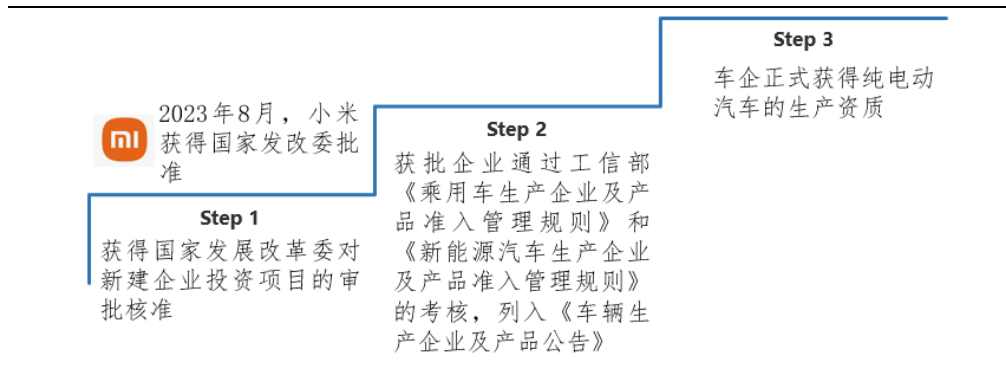 2023年8月，小米
获得国家发改委批
准
Step 1
获得国家发展改革委对
新建企业投资项目的审
批核准
Step 2
获批企业通过工信部
《乘用车生产企业及产
品准入管理规则》和
《新能源汽车生产企业
及产品准入管理规则》
的考核，列入《车辆生
产企业及产品公告》
Step 3
车企正式获得纯电动
汽车的生产资质